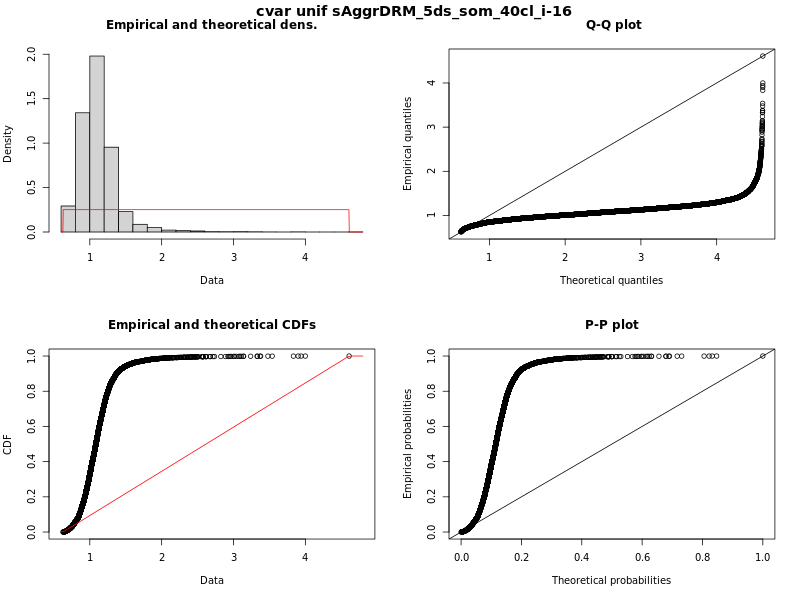 cvar unif sAggrDRM_5ds_som_40cl_i-16
Empirical and theoretical dens.
Density
0.0 0.5 1.0 1.5 2.0
1 2 3 4
Data
Q-Q plot
Empirical quantiles
1 2 3 4
1 2 3 4
Theoretical quantiles
Empirical and theoretical CDFs
CDF
0.0 0.2 0.4 0.6 0.8 1.0
1 2 3 4
Data
P-P plot
Empirical probabilities
0.0 0.2 0.4 0.6 0.8 1.0
0.0 0.2 0.4 0.6 0.8 1.0
Theoretical probabilities